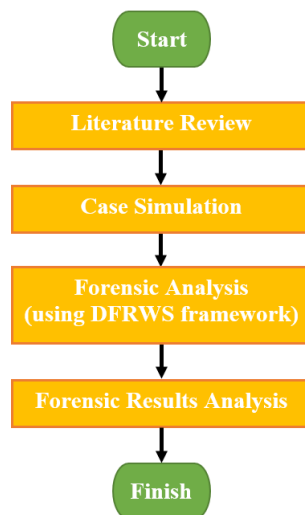 Start
Literature Review
Case Simulation
Forensic Analysis
(using DFRWS framework)
Forensic Results Analysis
Finish